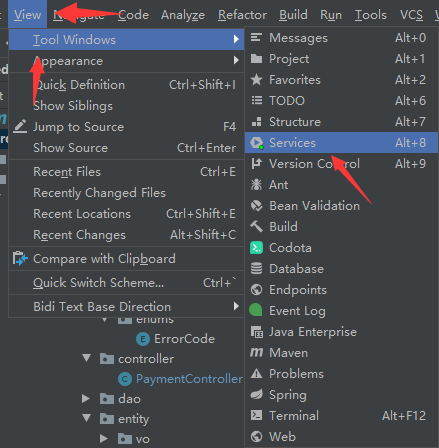 View Navigate Code Analyze Refactor Build Run Tools VCS
Tool Windows
Appearance
Quick Definition Ctrl+Shift+I
Show Siblings
Jump to Source F4
Show Source Ctrl+Enter
Recent Files Ctrl+E
Recently Changed Files
Recent Locations Ctrl+Shift+E
Recent Changes Alt+Shift+C
Compare with Clipboard
Quick Switch Scheme... Ctrl+`
Bidi Text Base Direction
Messages Alt+0
Project Alt+1
Favorites Alt+2
TODO Alt+6
Structure Alt+7
Services Alt+8
Version Control Alt+9
Ant
Bean Validation
Build
Codota
Database
Endpoints
Event Log
Java Enterprise
Maven
Problems
Spring
Terminal Alt+F12
Web
enums
ErrorCode
controller
PaymentController
dao
entity
vo